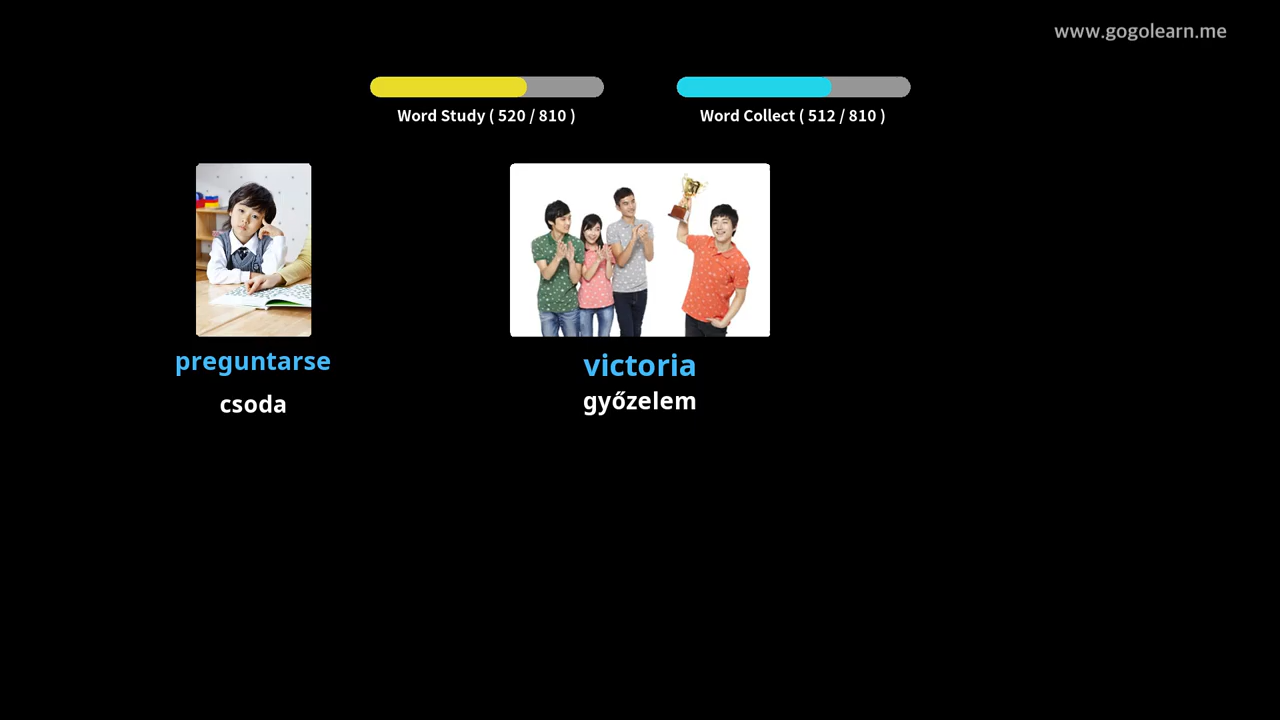 www.gogolearn.me
Word Study ( 520 / 810 )
Word Collect ( 512 / 810 )
preguntarse
csoda
victoria
győzelem